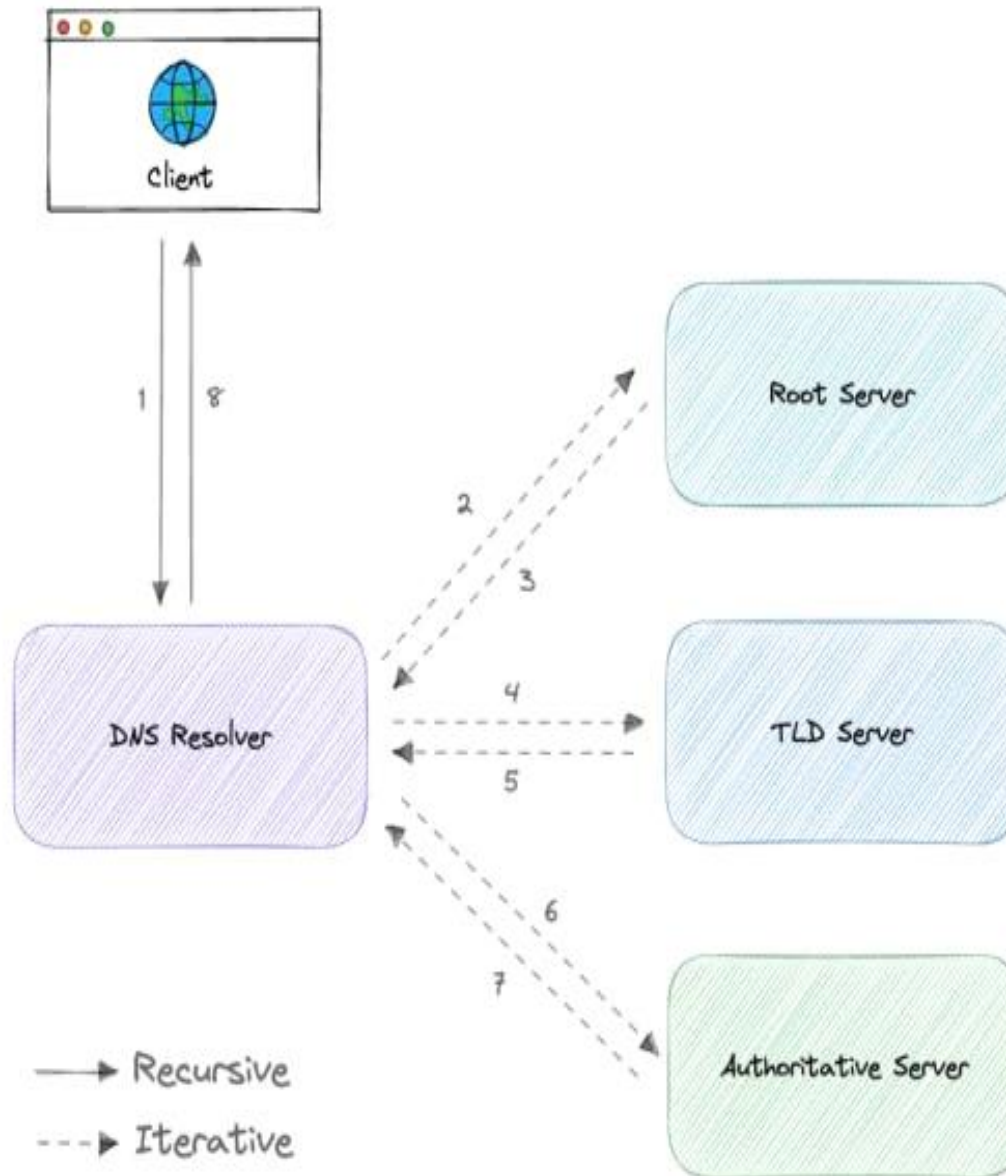 Client
1
8
Root Server
2
3
DNS Resolver
4
5
TLD Server
6
7
Authoritative Server
Recursive
Iterative